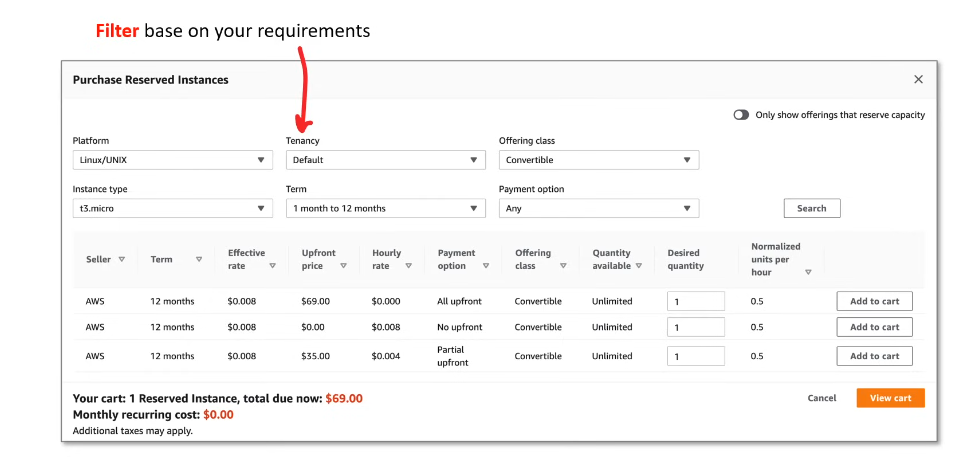 Filter base on your requirements
Purchase Reserved Instances
Only show offerings that reserve capacity
Platform Tenancy Offering class
Linux/UNIX Default Convertible
Instance type Term Payment option
t3.micro 1 month to 12 months Any Search
Seller Term Effective rate Upfront price Hourly rate Payment option Offering class Quantity available Desired quantity Normalized units per hour
AWS 12 months $0.008 $69.00 $0.000 All upfront Convertible Unlimited 1 0.5 Add to cart
AWS 12 months $0.008 $0.00 $0.008 No upfront Convertible Unlimited 1 0.5 Add to cart
AWS 12 months $0.008 $35.00 $0.004 Partial upfront Convertible Unlimited 1 0.5 Add to cart
Your cart: 1 Reserved Instance, total due now: $69.00
Cancel View cart
Monthly recurring cost: $0.00
Additional taxes may apply.